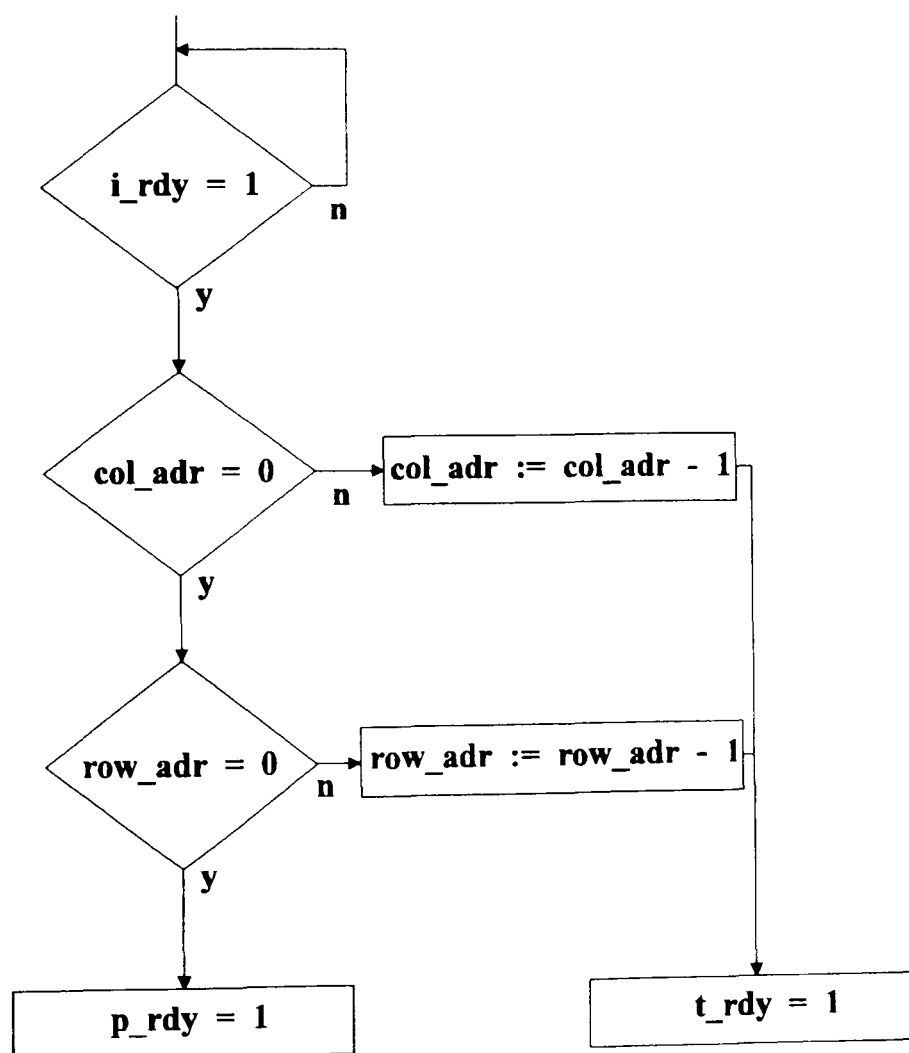 i_rdy = 1
n
y
col_adr = 0
n
col_adr := col_adr - 1
y
row_adr = 0
n
row_adr := row_adr - 1
y
p_rdy = 1
t_rdy = 1